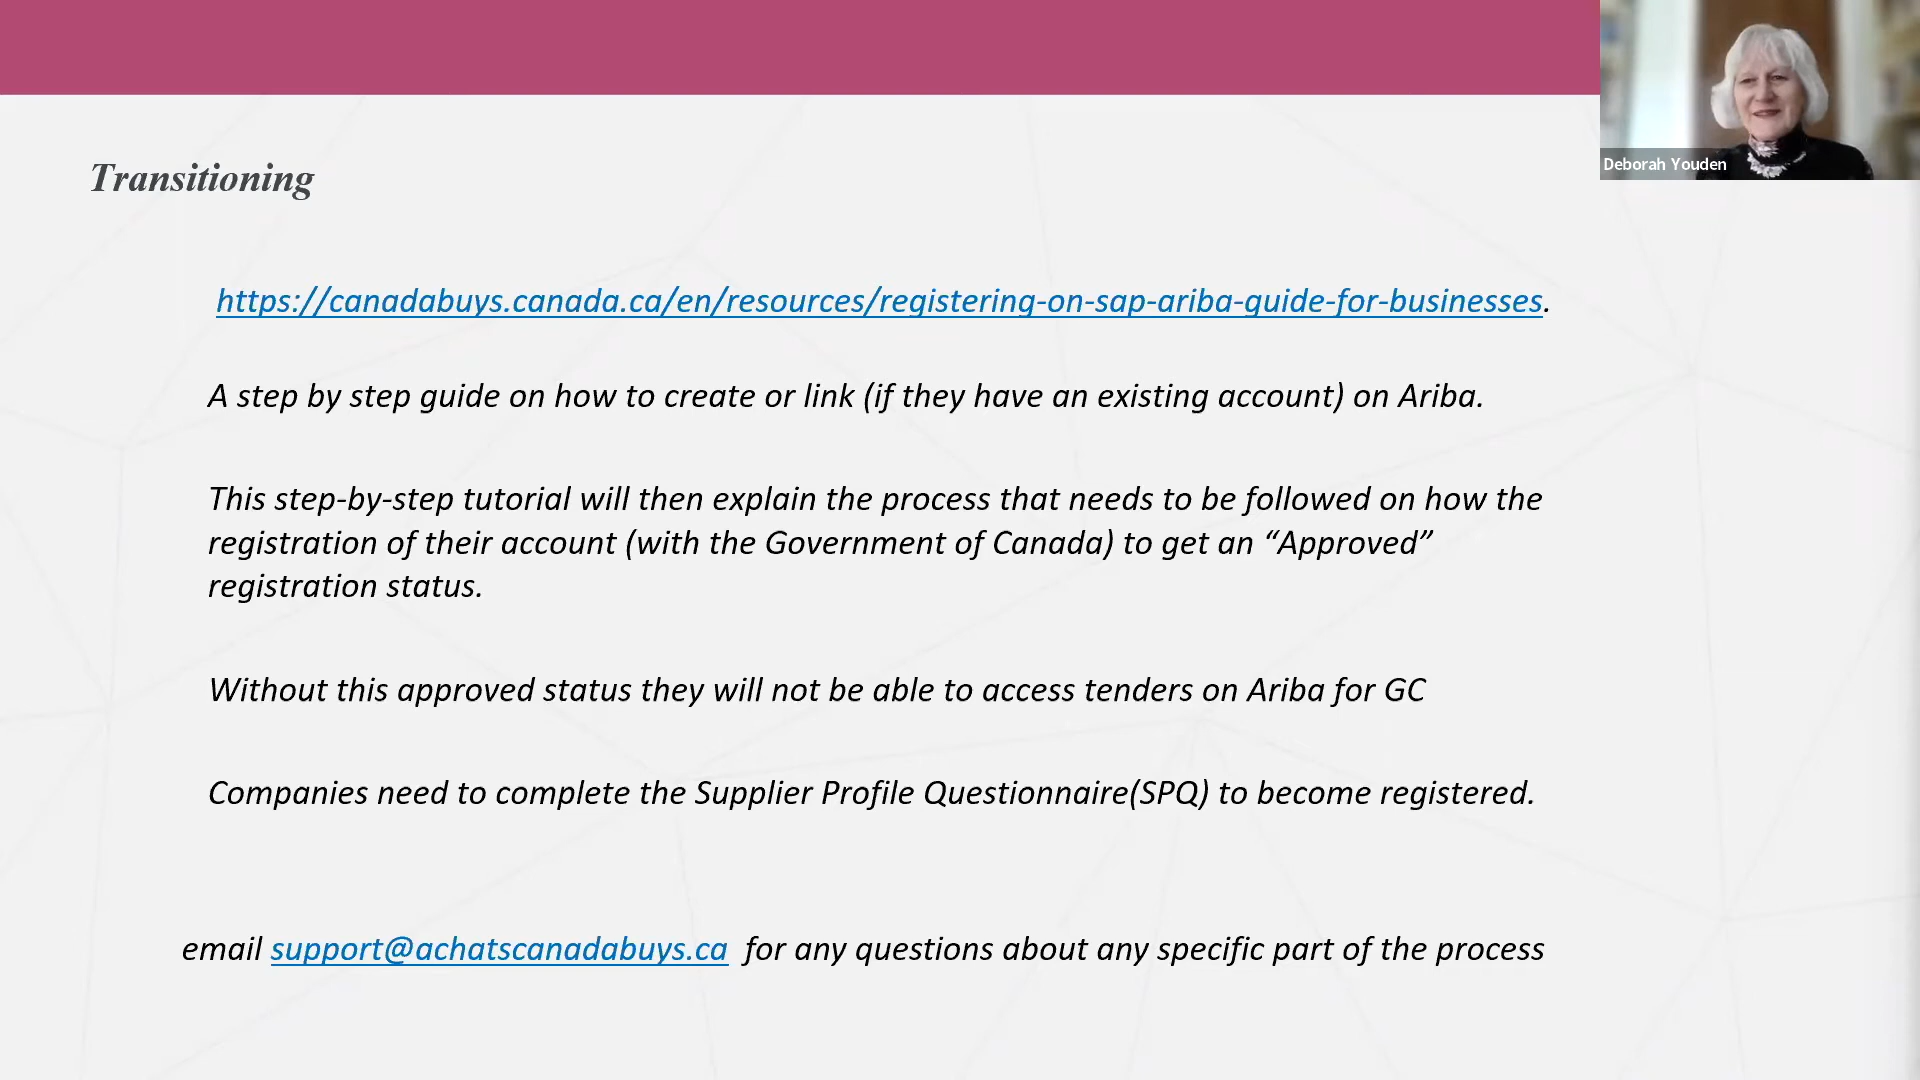 Deborah Youden
Transitioning
https://canadabuys.canada.ca/en/resources/registering-on-sap-ariba-guide-for-businesses.
A step by step guide on how to create or link (if they have an existing account) on Ariba.
This step-by-step tutorial will then explain the process that needs to be followed on how the
registration of their account (with the Government of Canada) to get an “Approved”
registration status.
Without this approved status they will not be able to access tenders on Ariba for GC
Companies need to complete the Supplier Profile Questionnaire(SPQ) to become registered.
email support@achatscanadabuys.ca for any questions about any specific part of the process